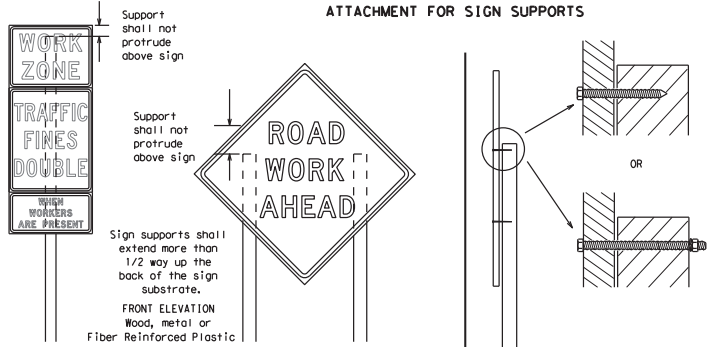 ATTACHMENT FOR SIGN SUPPORTS
Support
shall not
protrude
above sign
WORK
ZONE
TRAFFIC
FINES
DOUBLE
WHEN
WORKERS
ARE PRESENT
Support
shall not
protrude
above sign
ROAD
WORK
AHEAD
Sign supports shall
extend more than
1/2 way up the
back of the sign
substrate.
FRONT ELEVATION
Wood, metal or
Fiber Reinforced Plastic
OR